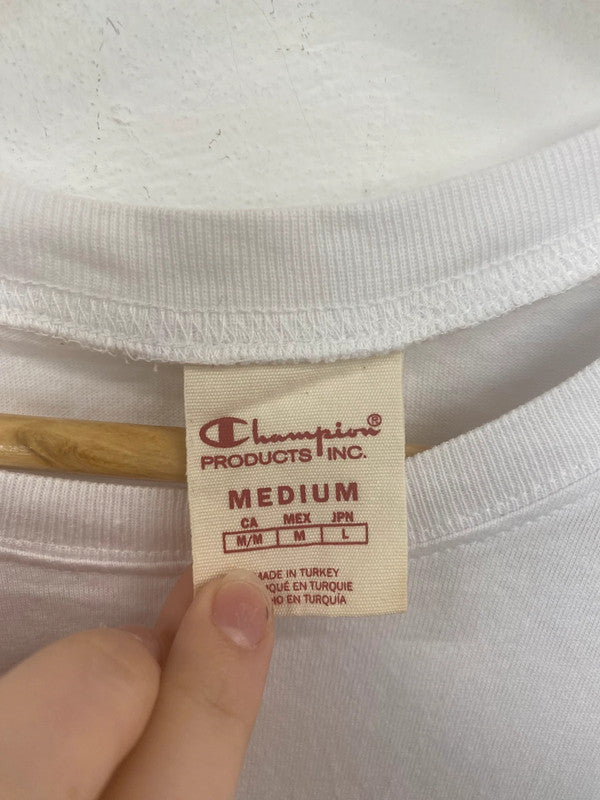 Champion®
PRODUCTS INC.
MEDIUM
CA MEX JPN
M/M M L
MADE IN TURKEY
EN TURQUIE
EN TURQUÍA